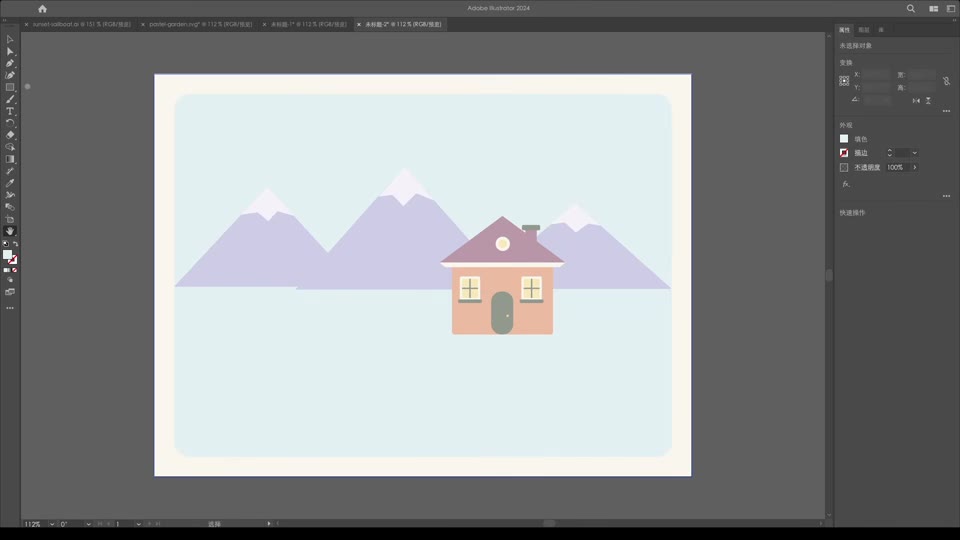 Adobe Illustrator 2024
sunset-sailboat.ai @ 151 % (RGB/预览)
pastel-garden.svg* @ 112 % (RGB/预览)
未标题-1* @ 112 % (RGB/预览)
未标题-2* @ 112 % (RGB/预览)
属性 图层 库
未选择对象
变换
X: 宽:
Y: 高:
外观
填色
描边
不透明度 100%
fx.
快速操作
112% 0° 1 选择